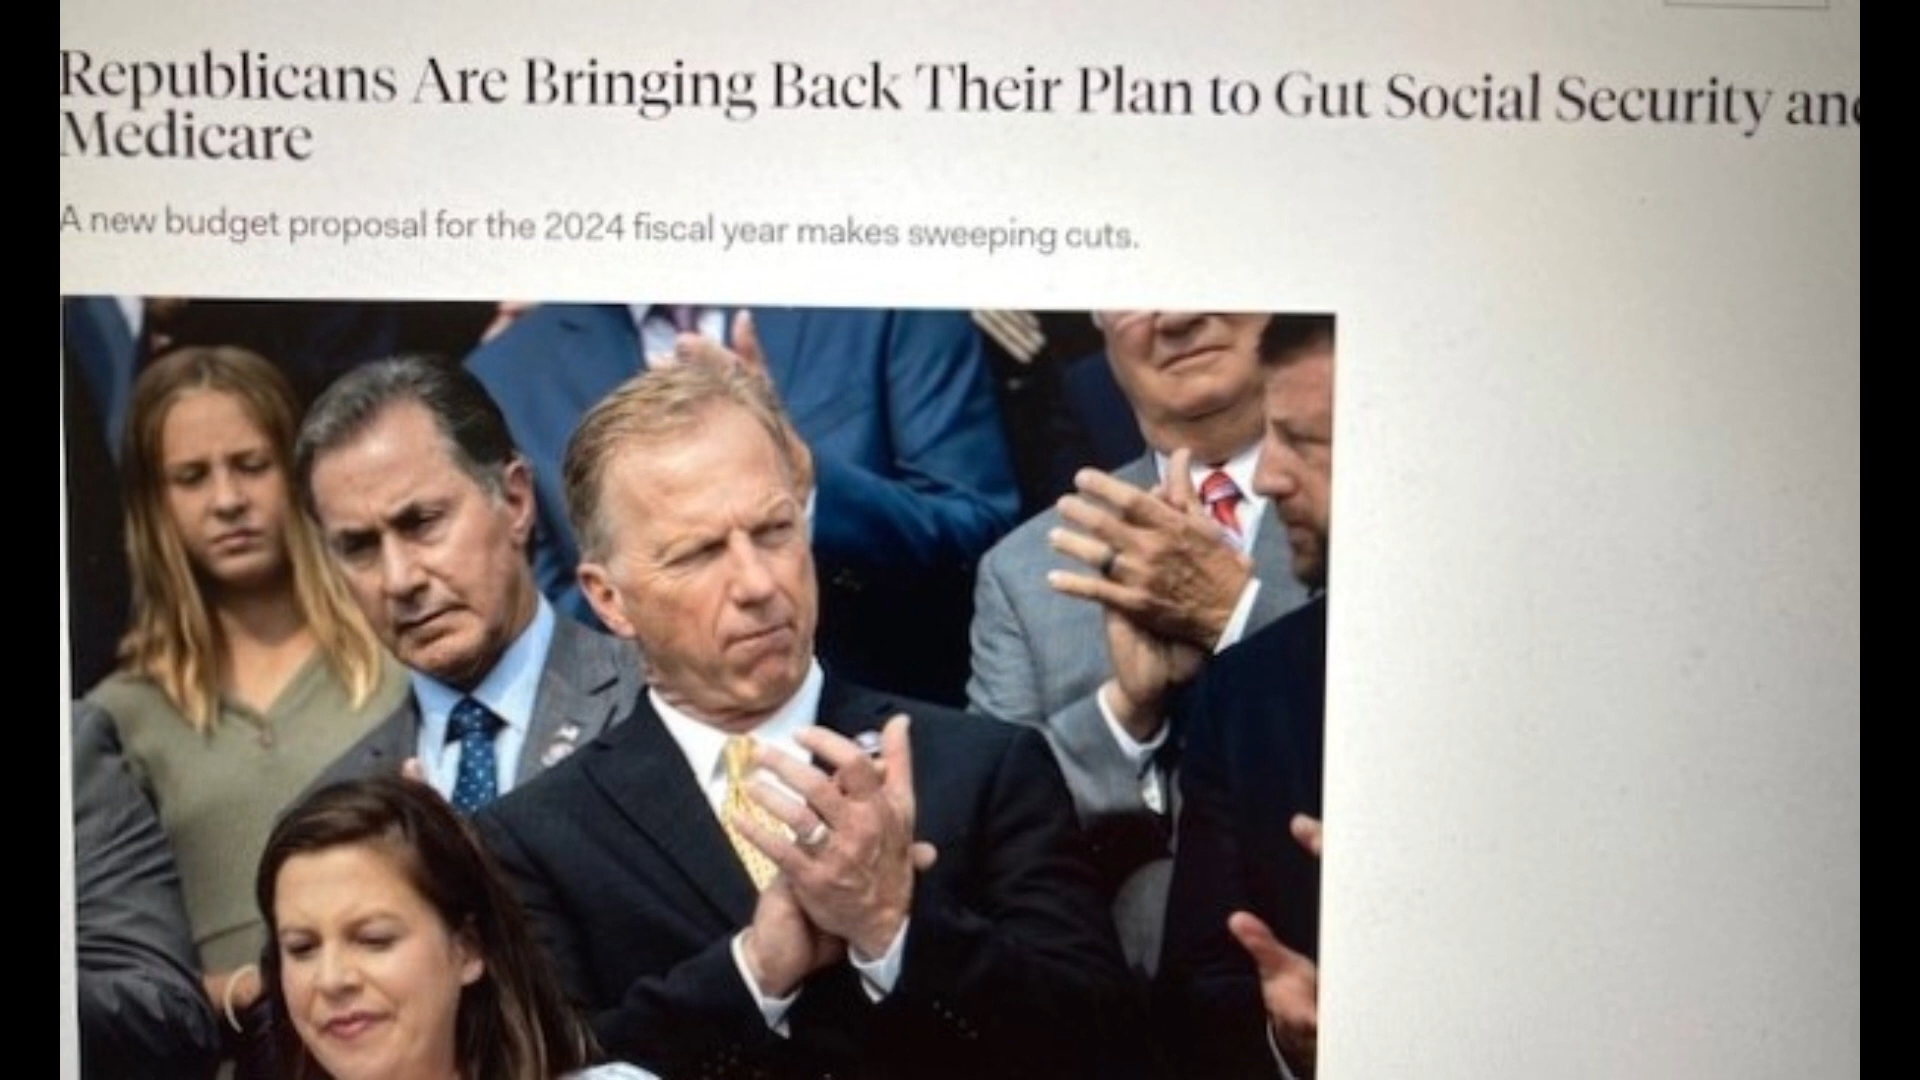 Republicans Are Bringing Back Their Plan to Gut Social Security and
Medicare
A new budget proposal for the 2024 fiscal year makes sweeping cuts.